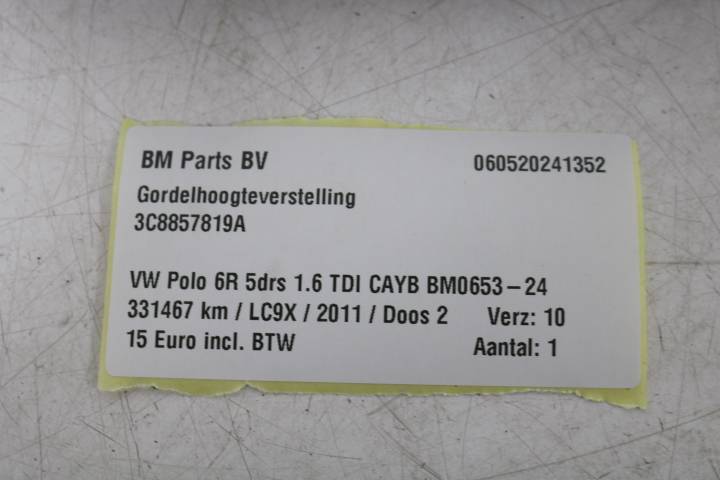 BM Parts BV 060520241352
Gordelhoogteverstelling
3C8857819A
VW Polo 6R 5drs 1.6 TDI CAYB BM0653-24
331467 km / LC9X / 2011 / Doos 2 Verz: 10
15 Euro incl. BTW Aantal: 1